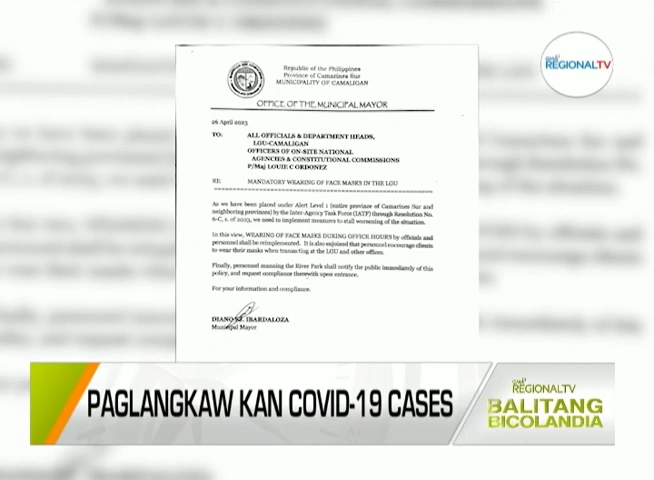 GMA
REGIONALTV
Republic of the Philippines
Province of Camarines Sur
MUNICIPALITY OF CAMALIGAN
OFFICE OF THE MUNICIPAL MAYOR
26 April 2023
TO: ALL OFFICIALS & DEPARTMENT HEADS,
LGU-CAMALIGAN
OFFICERS OF ON-SITE NATIONAL
AGENCIES & CONSTITUTIONAL COMMISSIONS
P/Maj LOUIE C ORDONEZ
RE: MANDATORY WEARING OF FACE MASKS IN THE LGU
As we have been placed under Alert Level 1 (entire province of Camarines Sur and
neighboring provinces) by the Inter-Agency Task Force (IATF) through Resolution No.
6-C, s. of 2023, we need to implement measures to stall worsening of the situation.
In this view, WEARING OF FACE MASKS DURING OFFICE HOURS by officials and
personnel shall be reimplemented. It is also enjoined that personnel encourage clients
to wear their masks when transacting at the LGU and other offices.
Finally, personnel manning the River Park shall notify the public immediately of this
policy, and request compliance therewith upon entrance.
For your information and compliance.
IBARDALOZA
Municipal Mayor
PAGLANGKAW KAN COVID-19 CASES
GMA
REGIONALTV
BALITANG
BICOLANDIA